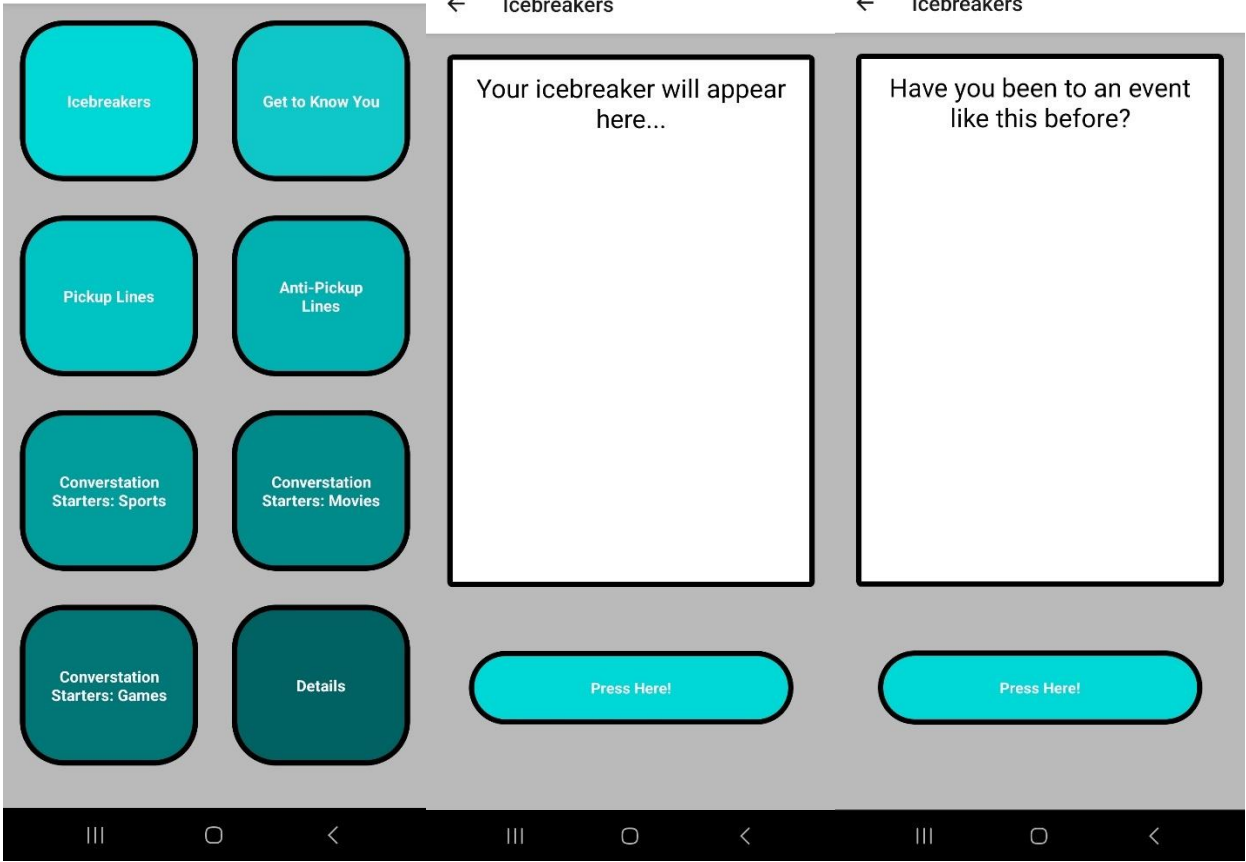 Icebreakers
Get to Know You
Pickup Lines
Anti-Pickup
Lines
Converstation
Starters: Sports
Converstation
Starters: Movies
Converstation
Starters: Games
Details
Icebreakers
Your icebreaker will appear
here...
Press Here!
Icebreakers
Have you been to an event
like this before?
Press Here!